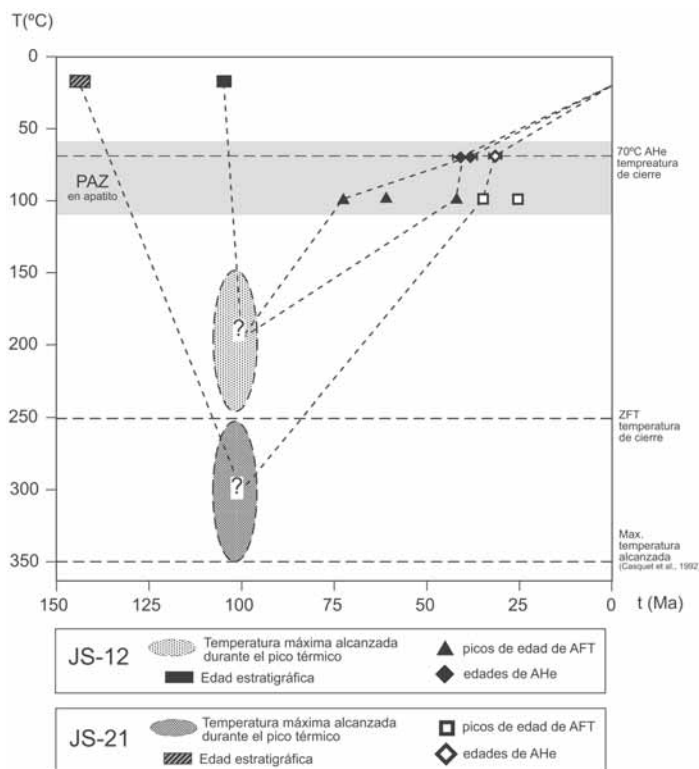 T(ºC)
0
50
100
150
200
250
300
350
PAZ
en apatito
?
?
70ºC AHe
tempreatura
de cierre
ZFT
temperatura
de cierre
Max.
temperatura
alcanzada
(Casquet et al., 1992
150
125
100
75
50
25
0
t (Ma)
JS-12
Temperatura máxima alcanzada
durante el pico térmico
Edad estratigráfica
picos de edad de AFT
edades de AHe
JS-21
Temperatura máxima alcanzada
durante el pico térmico
Edad estratigráfica
picos de edad de AFT
edades de AHe